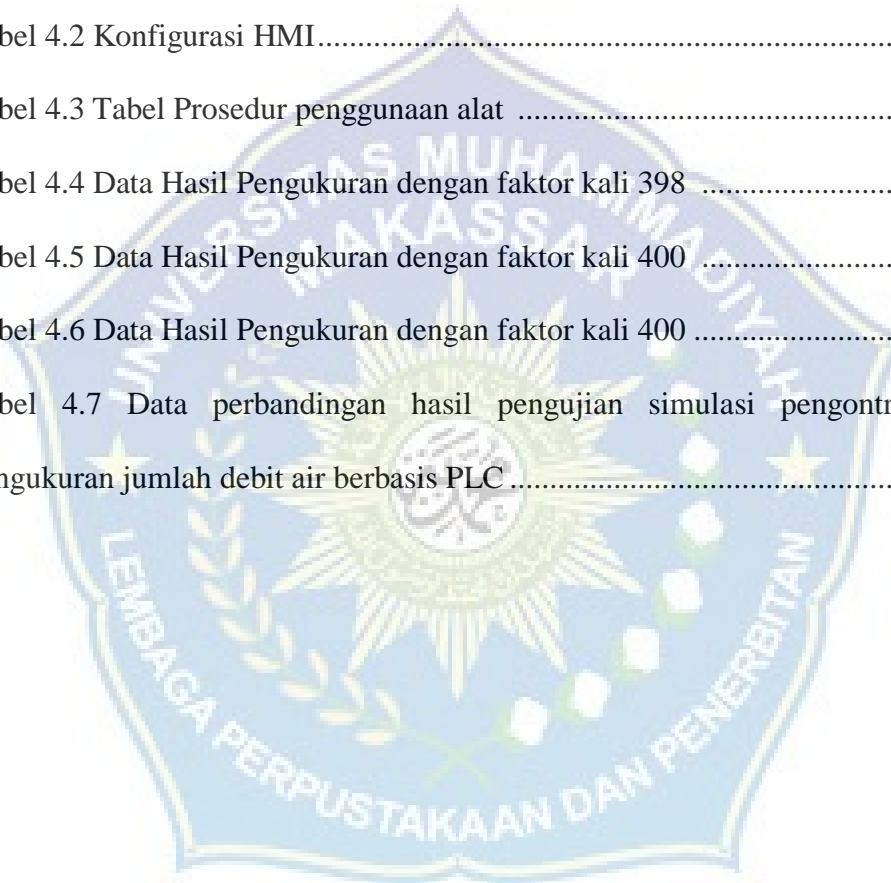 bel 4.2 Konfigurasi HMI................................................................
bel 4.3 Tabel Prosedur penggunaan alat ..........................................
bel 4.4 Data Hasil Pengukuran dengan faktor kali 398 .....................
bel 4.5 Data Hasil Pengukuran dengan faktor kali 400 .....................
bel 4.6 Data Hasil Pengukuran dengan faktor kali 400 ......................
bel 4.7 Data perbandingan hasil pengujian simulasi pengontr
ngukuran jumlah debit air berbasis PLC ...........................................
UNIVERSITAS MUHAMMADIYAH
MAKASSAR
LEMBAGA PERPUSTAKAAN DAN PENERBITAN